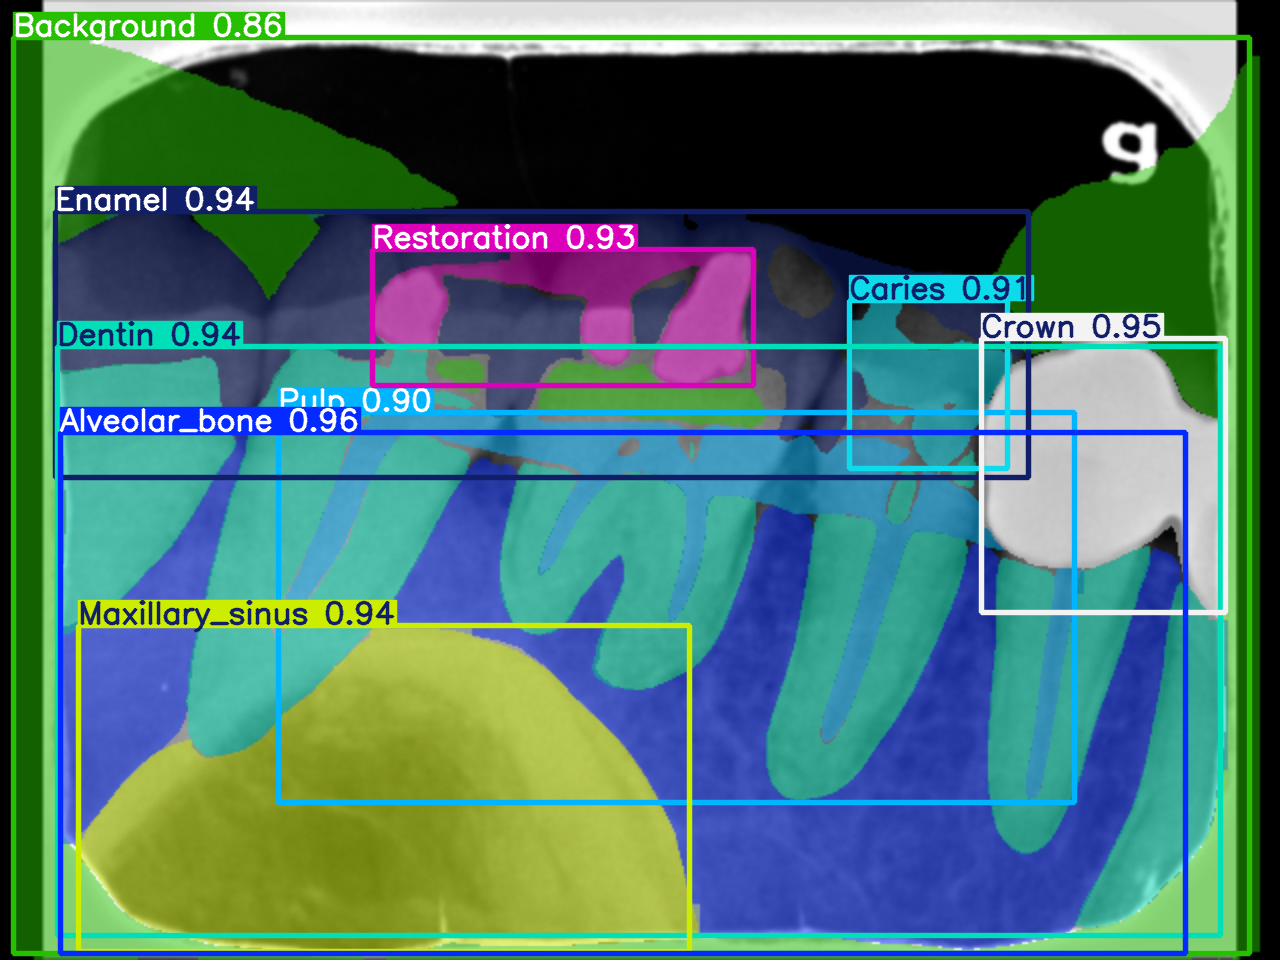 Background 0.86
g
Enamel 0.94
Restoration 0.93
Caries 0.91
Crown 0.95
Dentin 0.94
Pulp 0.90
Alveolar_bone 0.96
Maxillary_sinus 0.94